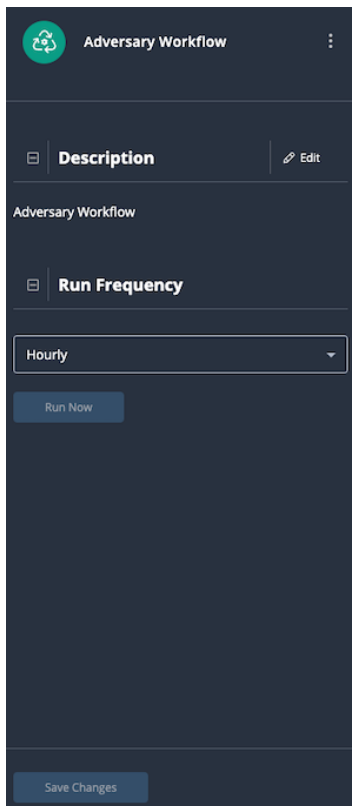 Adversary Workflow
Description
Edit
Adversary Workflow
Run Frequency
Hourly
Run Now
Save Changes